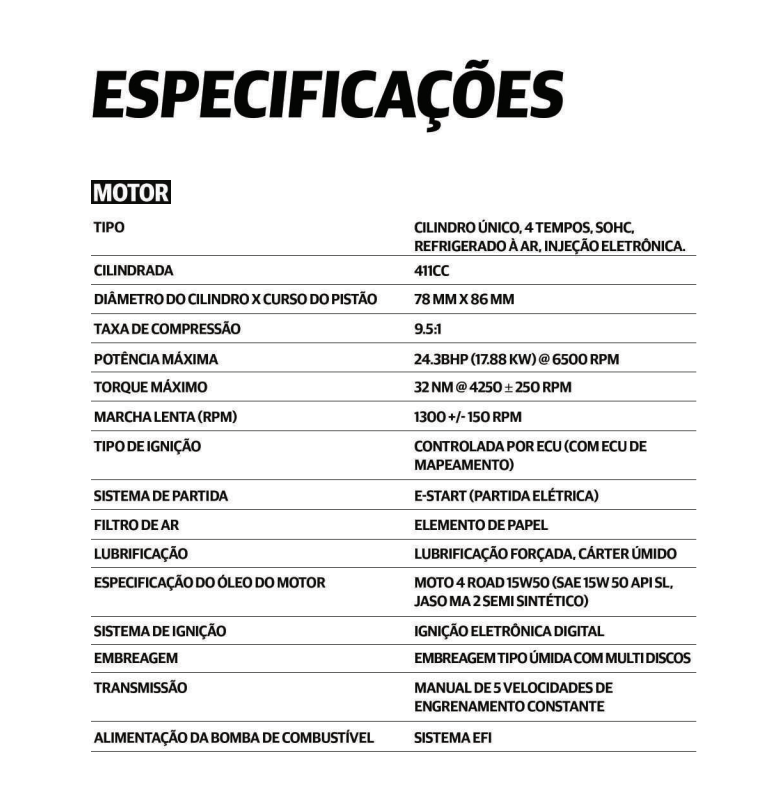 ESPECIFICAÇÕES
MOTOR
TIPO CILINDRO ÚNICO, 4 TEMPOS, SOHC,
REFRIGERADO À AR, INJEÇÃO ELETRÔNICA.
CILINDRADA 411CC
DIÂMETRO DO CILINDRO X CURSO DO PISTÃO 78 MM X 86 MM
TAXA DE COMPRESSÃO 9.5:1
POTÊNCIA MÁXIMA 24.3BHP (17.88 KW) @ 6500 RPM
TORQUE MÁXIMO 32 NM @ 4250 ± 250 RPM
MARCHA LENTA (RPM) 1300 +/- 150 RPM
TIPO DE IGNIÇÃO CONTROLADA POR ECU (COM ECU DE
MAPEAMENTO)
SISTEMA DE PARTIDA E-START (PARTIDA ELÉTRICA)
FILTRO DE AR ELEMENTO DE PAPEL
LUBRIFICAÇÃO LUBRIFICAÇÃO FORÇADA, CÁRTER ÚMIDO
ESPECIFICAÇÃO DO ÓLEO DO MOTOR MOTO 4 ROAD 15W50 (SAE 15W 50 API SL,
JASO MA 2 SEMI SINTÉTICO)
SISTEMA DE IGNIÇÃO IGNIÇÃO ELETRÔNICA DIGITAL
EMBREAGEM EMBREAGEM TIPO ÚMIDA COM MULTI DISCOS
TRANSMISSÃO MANUAL DE 5 VELOCIDADES DE
ENGRENAMENTO CONSTANTE
ALIMENTAÇÃO DA BOMBA DE COMBUSTÍVEL SISTEMA EFI